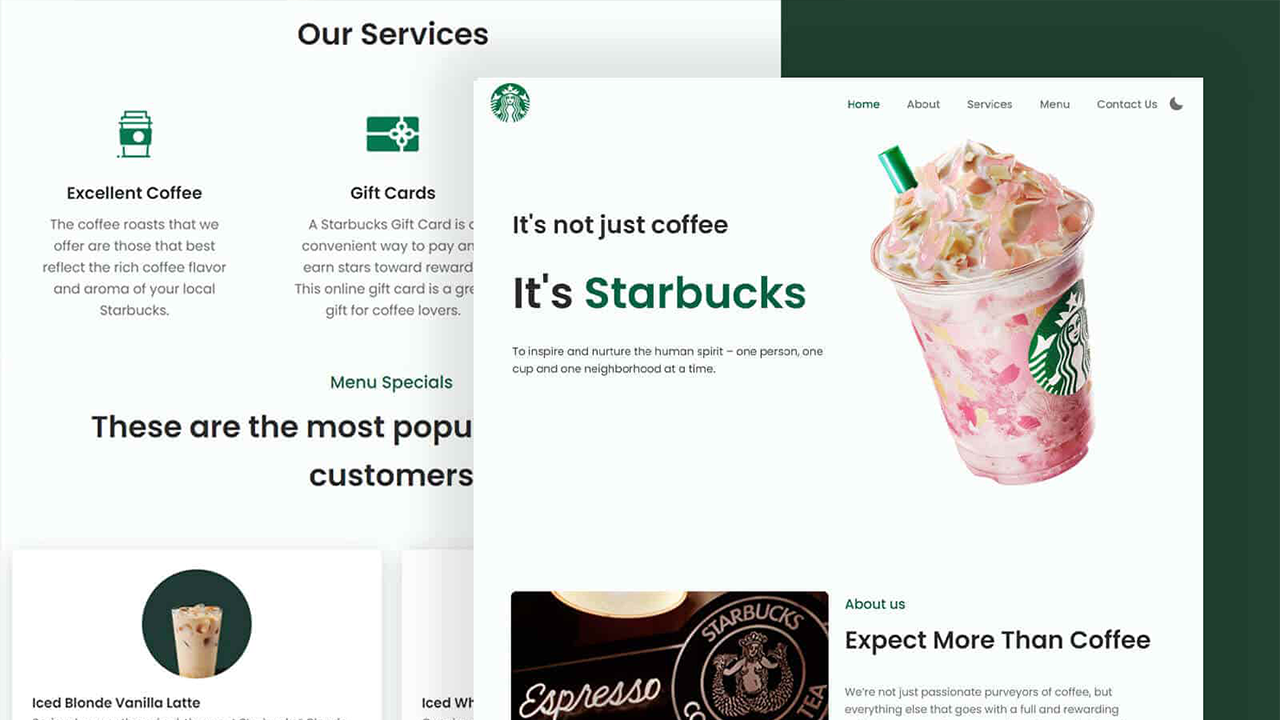 Our Services
Excellent Coffee
The coffee roasts that we
offer are those that best
reflect the rich coffee flavor
and aroma of your local
Starbucks.
Gift Cards
A Starbucks Gift Card is
convenient way to pay
earn stars toward reward
This online gift card is a
gift for coffee lovers.
Menu Specials
These are the most
customers
Iced Blonde Vanilla Latte
Iced
Home About Services Menu Contact Us
It's not just coffee
It's Starbucks
To inspire and nurture the human spirit – one person, one
cup and one neighborhood at a time.
Espresso
STARBUCKS
TEA
About us
Expect More Than Coffee
We're not just passionate purveyors of coffee, but
everything else that goes with a full and rewarding